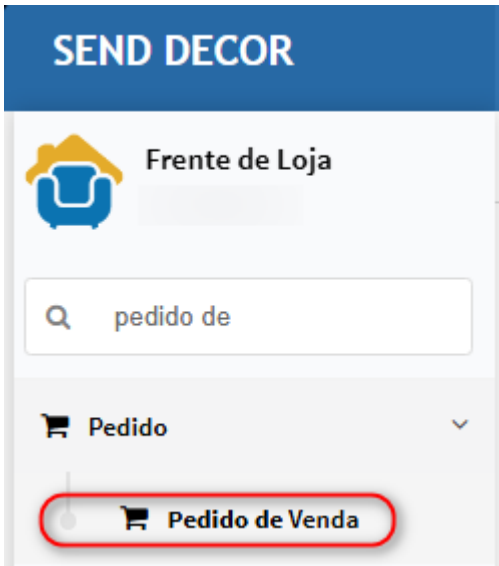 SEND DECOR
Frente de Loja
pedido de
Pedido
Pedido de Venda